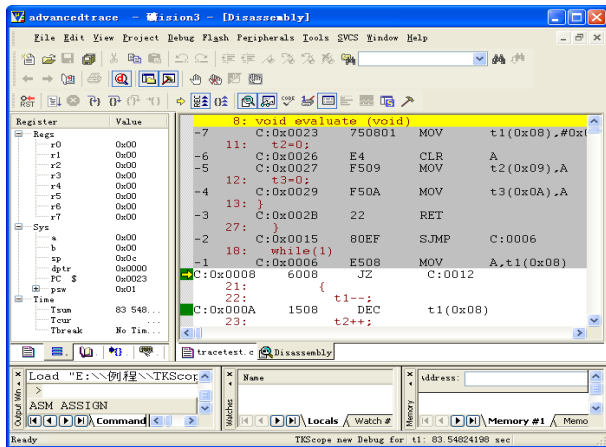 advancedtrace - μVision3 - [Disassembly]
File Edit View Project Debug Flash Peripherals Tools SVCS Window Help
Register Value
Regs
r0 0x00
r1 0x00
r2 0x00
r3 0x00
r4 0x00
r5 0x00
r6 0x00
r7 0x00
Sys
a 0x00
b 0x00
sp 0x0c
dptr 0x0000
PC $ 0x0023
psw 0x01
Time
Tsum 83 548...
Tcur
Tbreak No Tim...
8: void evaluate (void)
-7 C:0x0023 750801 MOV t1(0x08),#0x
11: t2=0;
-6 C:0x0026 E4 CLR A
-5 C:0x0027 F509 MOV t2(0x09),A
12: t3=0;
-4 C:0x0029 F50A MOV t3(0x0A),A
13: }
-3 C:0x002B 22 RET
27: }
-2 C:0x0015 80EF SJMP C:0006
18: while(1)
-1 C:0x0006 E508 MOV A,t1(0x08)
C:0x0008 6008 JZ C:0012
21: {
22: t1--;
C:0x000A 1508 DEC t1(0x08)
23: t2++;
tracetest.c Disassembly
Load "E:\\例程\\TKScop
>
ASM ASSIGN
Command
Output Win
Name
Locals Watch #
Watches
Address:
Memory #1 Memo
Memory
Ready TKScope new Debug for t1: 83.54824198 sec